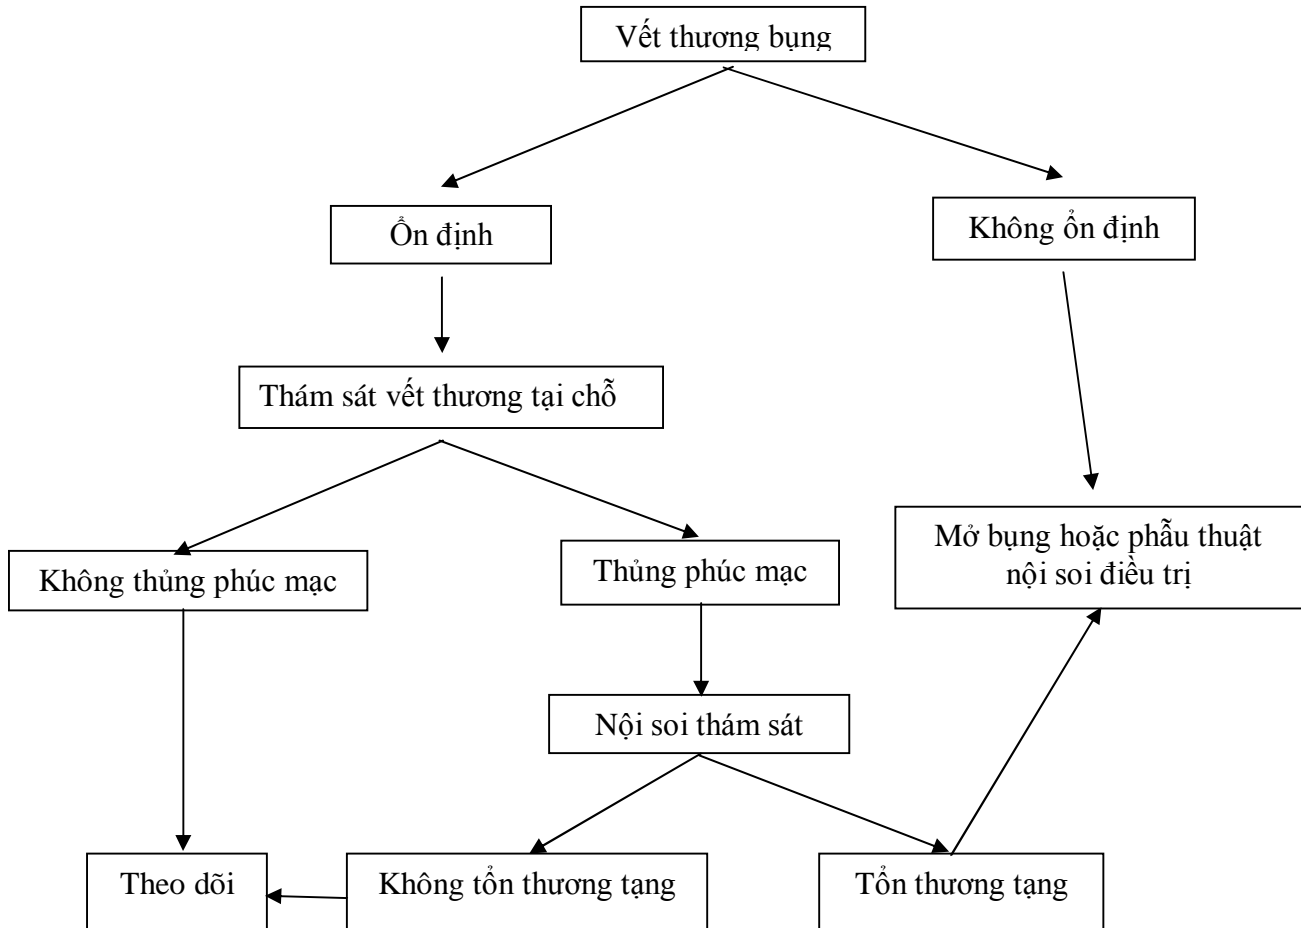 Vết thương bụng
Ổn định
Không ổn định
Thám sát vết thương tại chỗ
Không thủng phúc mạc
Thủng phúc mạc
Mở bụng hoặc phẫu thuật
nội soi điều trị
Nội soi thám sát
Theo dõi
Không tổn thương tạng
Tổn thương tạng